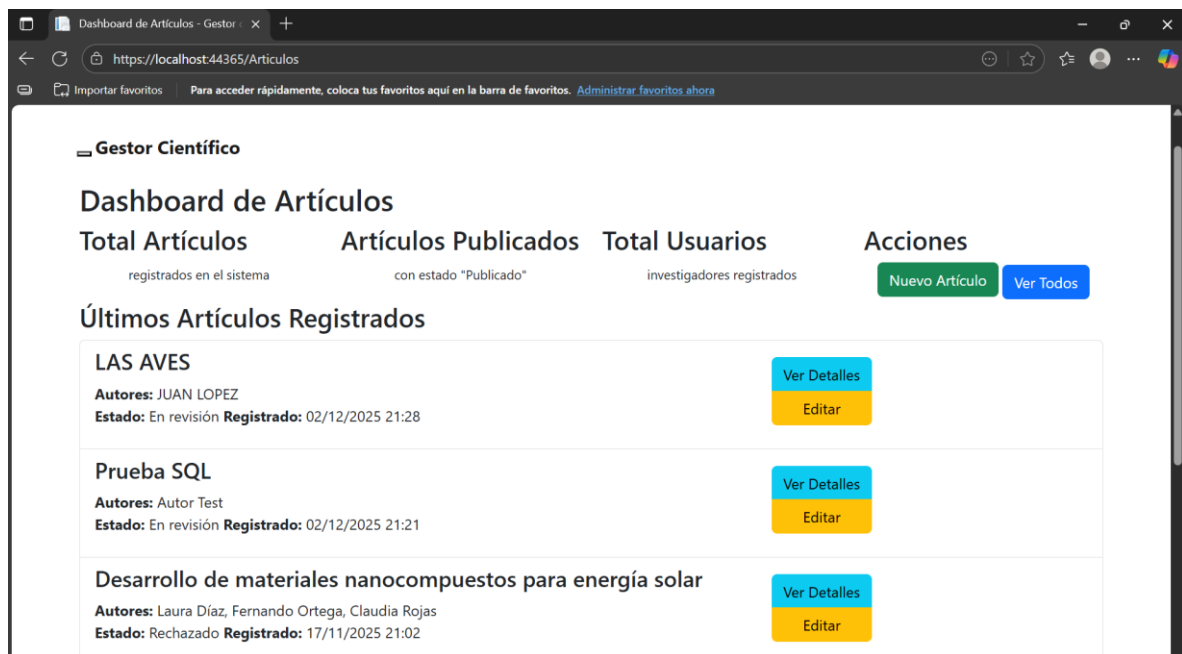 Dashboard de Artículos - Gestor
https://localhost:44365/Articulos
Importar favoritos Para acceder rápidamente, coloca tus favoritos aquí en la barra de favoritos. Administrar favoritos ahora
Gestor Científico
Dashboard de Artículos
Total Artículos Artículos Publicados Total Usuarios Acciones
registrados en el sistema con estado "Publicado" investigadores registrados Nuevo Artículo Ver Todos
Últimos Artículos Registrados
LAS AVES
Ver Detalles
Autores: JUAN LOPEZ
Editar
Estado: En revisión Registrado: 02/12/2025 21:28
Prueba SQL
Ver Detalles
Autores: Autor Test
Editar
Estado: En revisión Registrado: 02/12/2025 21:21
Desarrollo de materiales nanocompuestos para energía solar
Ver Detalles
Autores: Laura Díaz, Fernando Ortega, Claudia Rojas
Editar
Estado: Rechazado Registrado: 17/11/2025 21:02